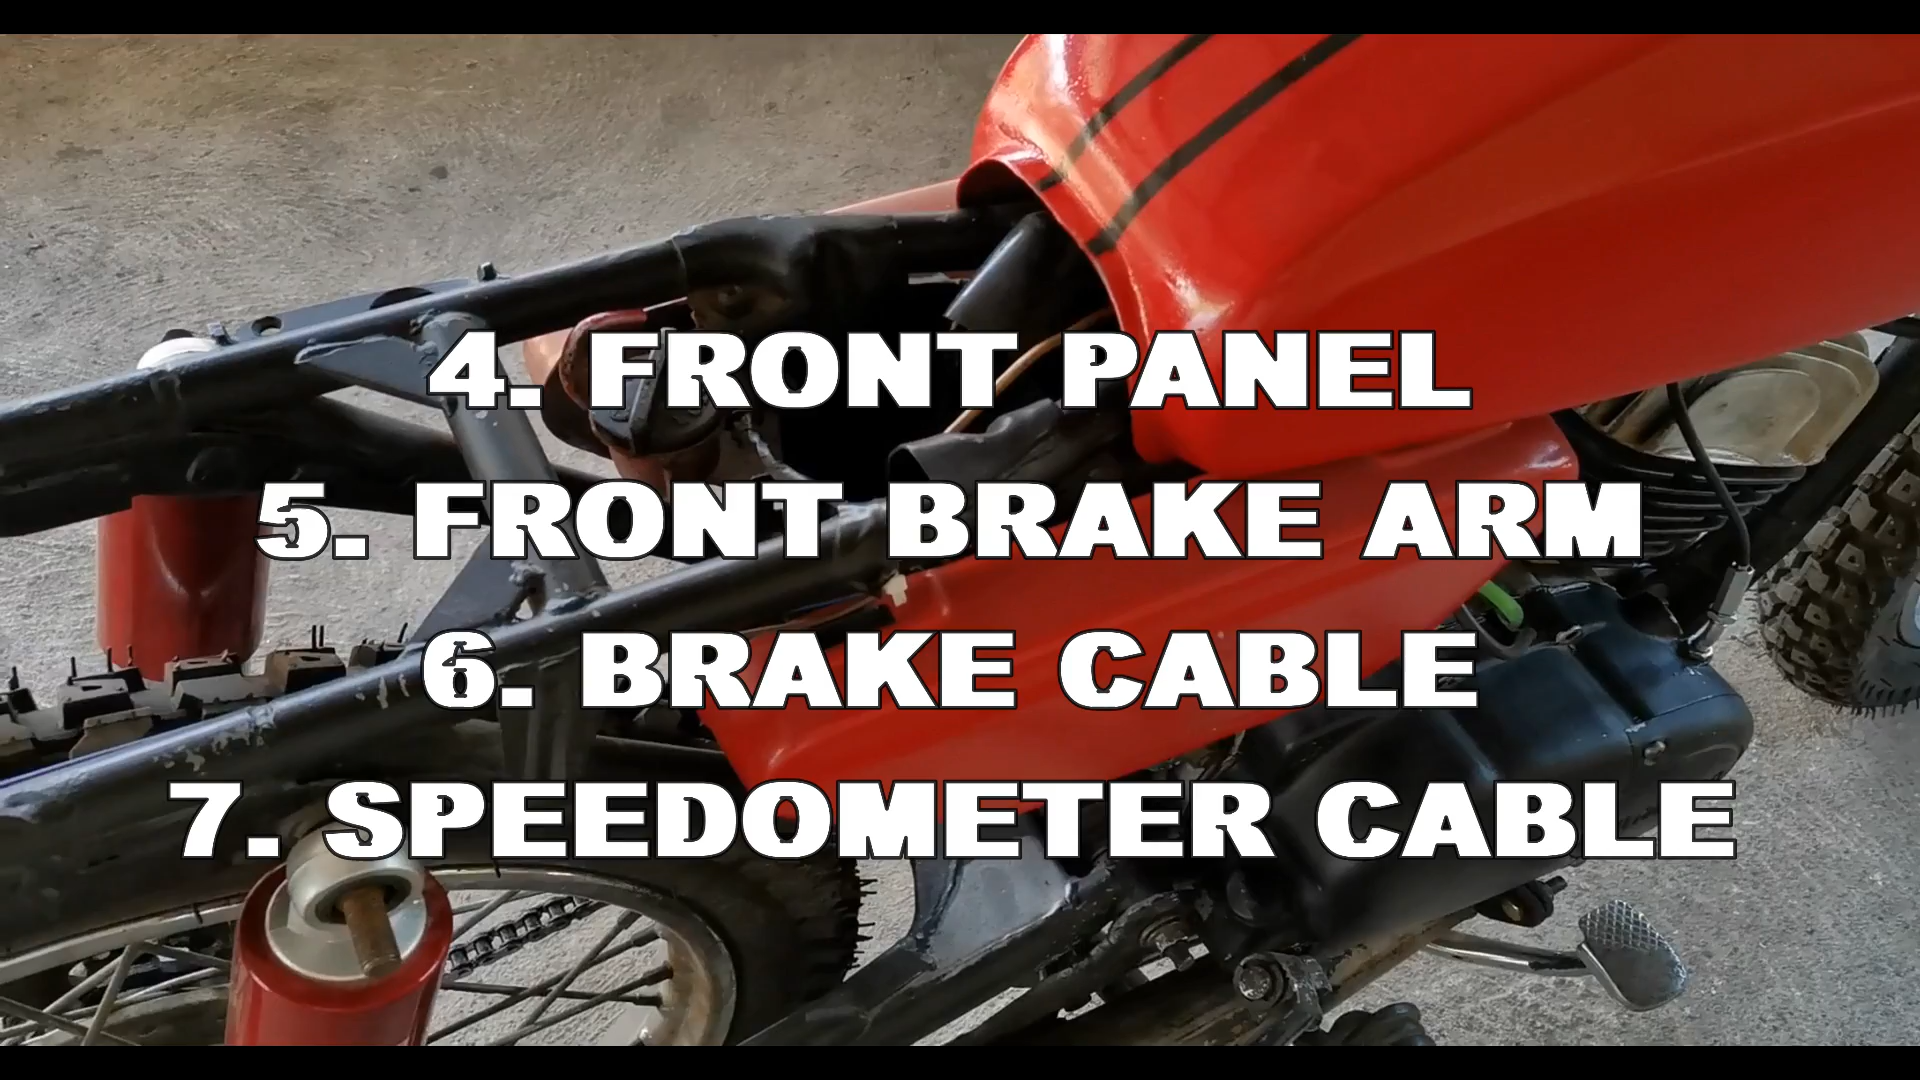 4. FRONT PANEL
5. FRONT BRAKE ARM
6. BRAKE CABLE
7. SPEEDOMETER CABLE